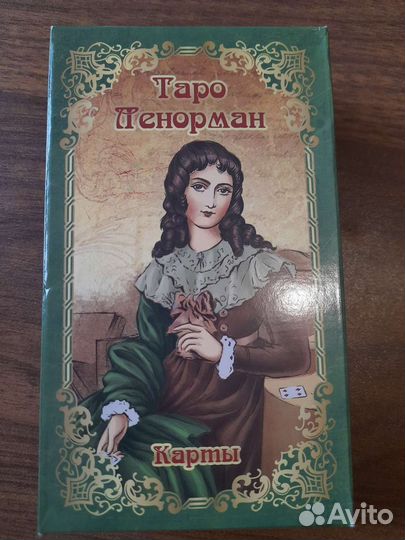 Таро
Ленорман
Карты
Avito